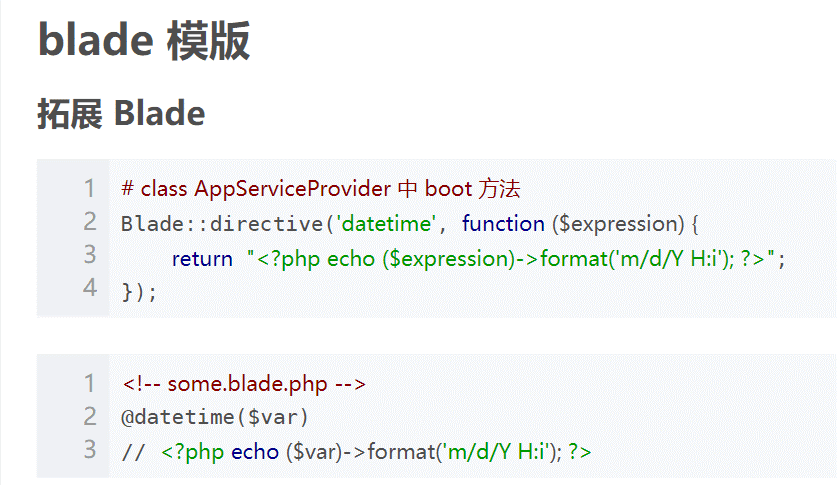 blade 模版
拓展 Blade
1 # class AppServiceProvider 中 boot 方法
2 Blade::directive('datetime', function ($expression) {
3     return "<?php echo ($expression)->format('m/d/Y H:i'); ?>";
4 });
1 <!-- some.blade.php -->
2 @datetime($var)
3 // <?php echo ($var)->format('m/d/Y H:i'); ?>